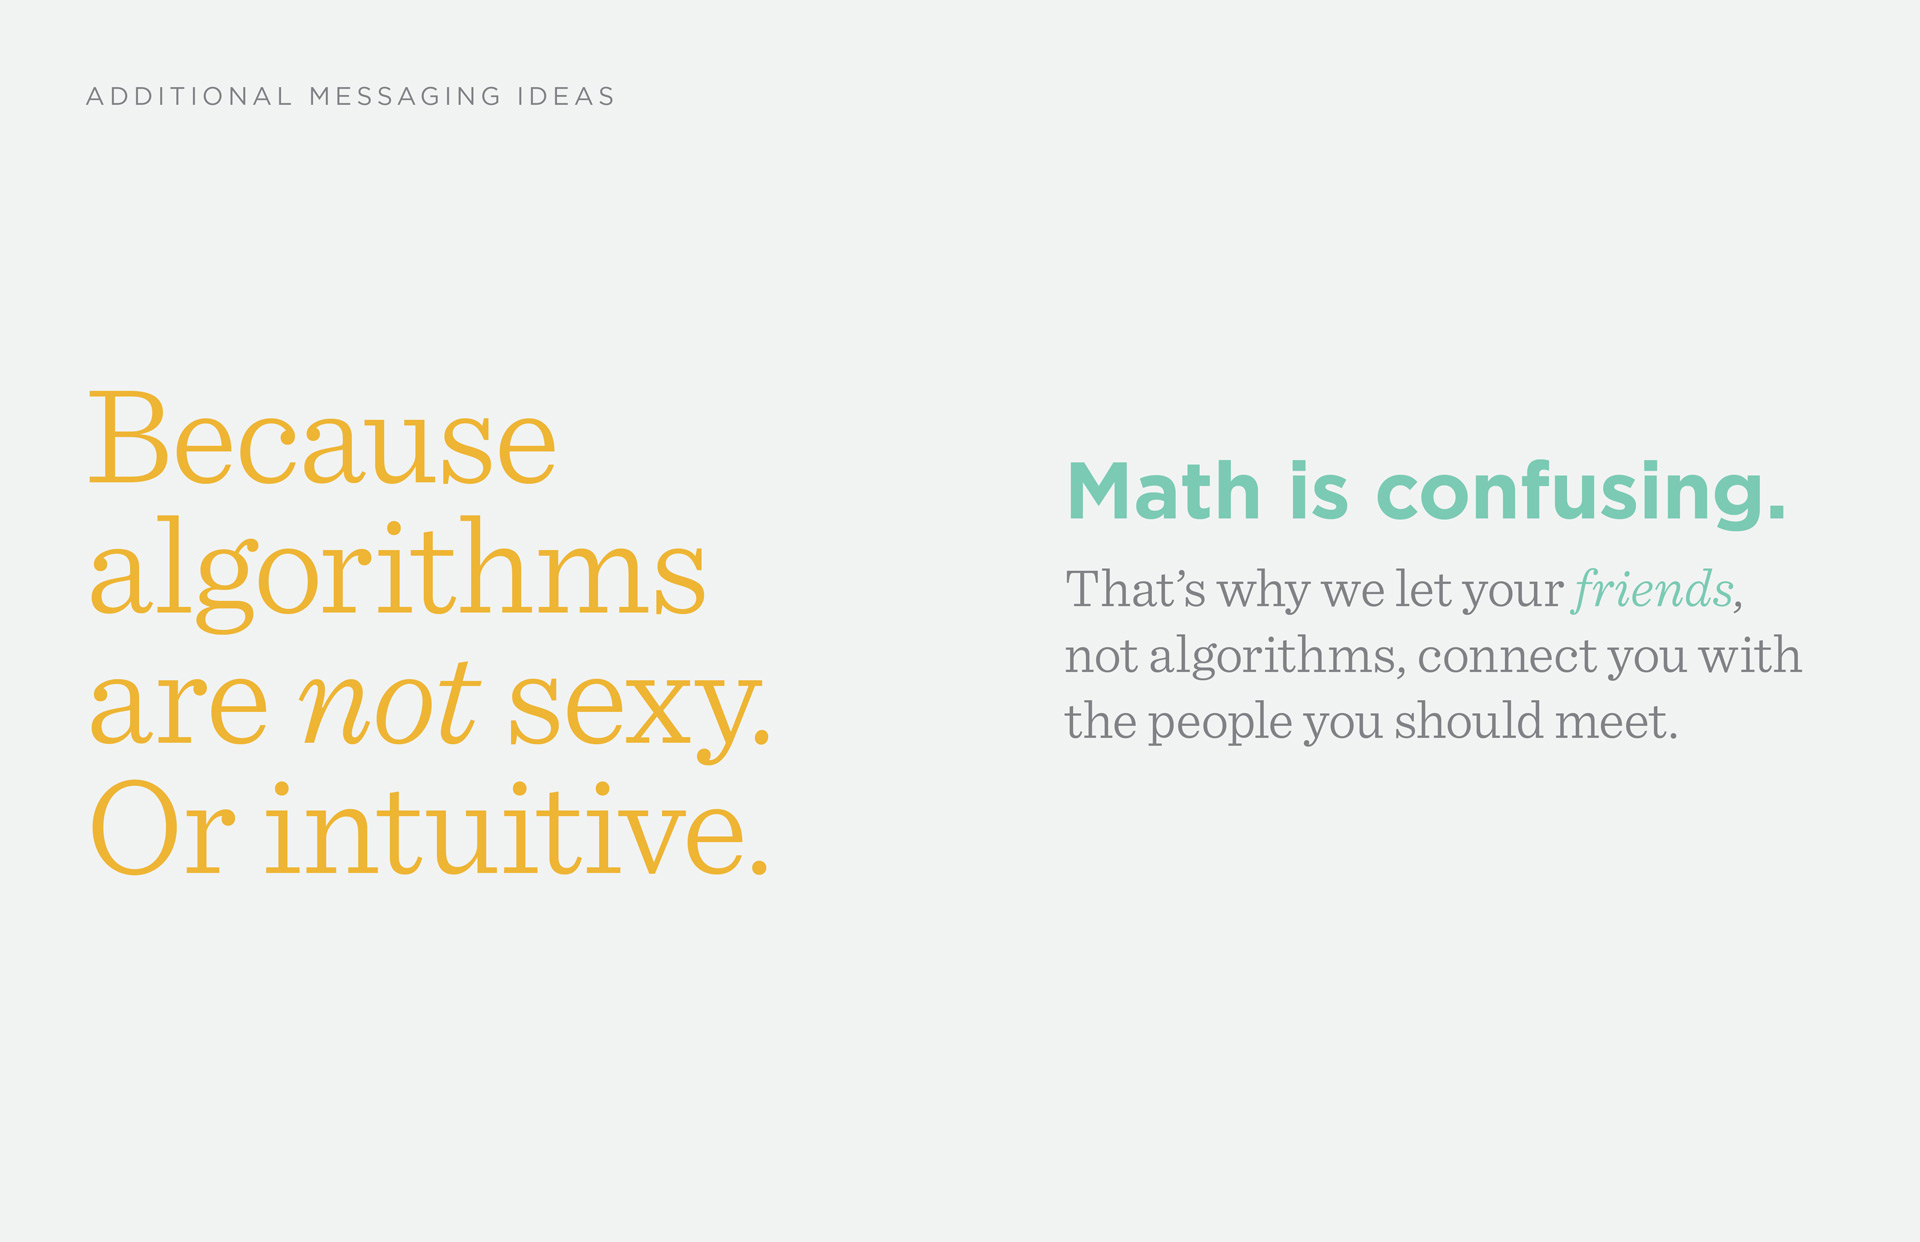 ADDITIONAL MESSAGING IDEAS
Because
algorithms
are not sexy.
Or intuitive.
Math is confusing.
That’s why we let your friends,
not algorithms, connect you with
the people you should meet.